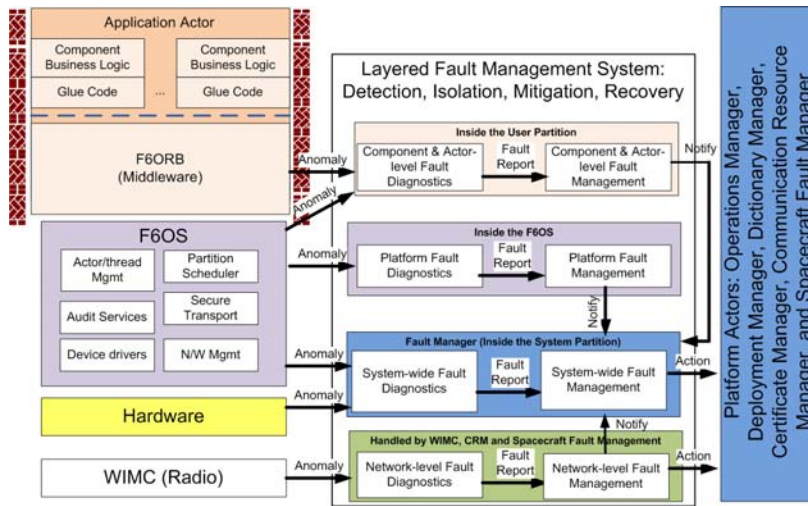 Application Actor
Component
Business Logic
Glue Code
...
Component
Business Logic
Glue Code
F6ORB
(Middleware)
F6OS
Actor/thread
Mgmt
Partition
Scheduler
Audit Services
Secure
Transport
Device drivers
N/W Mgmt
Hardware
WIMC (Radio)
Anomaly
Anomaly
Anomaly
Anomaly
Anomaly
Anomaly
Layered Fault Management System:
Detection, Isolation, Mitigation, Recovery
Inside the User Partition
Component & Actor-
level Fault
Diagnostics
Fault
Report
Component & Actor-
level Fault
Management
Notify
Inside the F6OS
Platform Fault
Diagnostics
Fault
Report
Platform Fault
Management
Notify
Fault Manager (Inside the System Partition)
System-wide Fault
Diagnostics
Fault
Report
System-wide Fault
Management
Action
Notify
Handled by WIMC, CRM and Spacecraft Fault Management
Network-level Fault
Diagnostics
Fault
Report
Network-level Fault
Management
Action
Platform Actors: Operations Manager,
Deployment Manager, Dictionary Manager,
Certificate Manager, Communication Resource
Manager, and Spacecraft Fault Manager